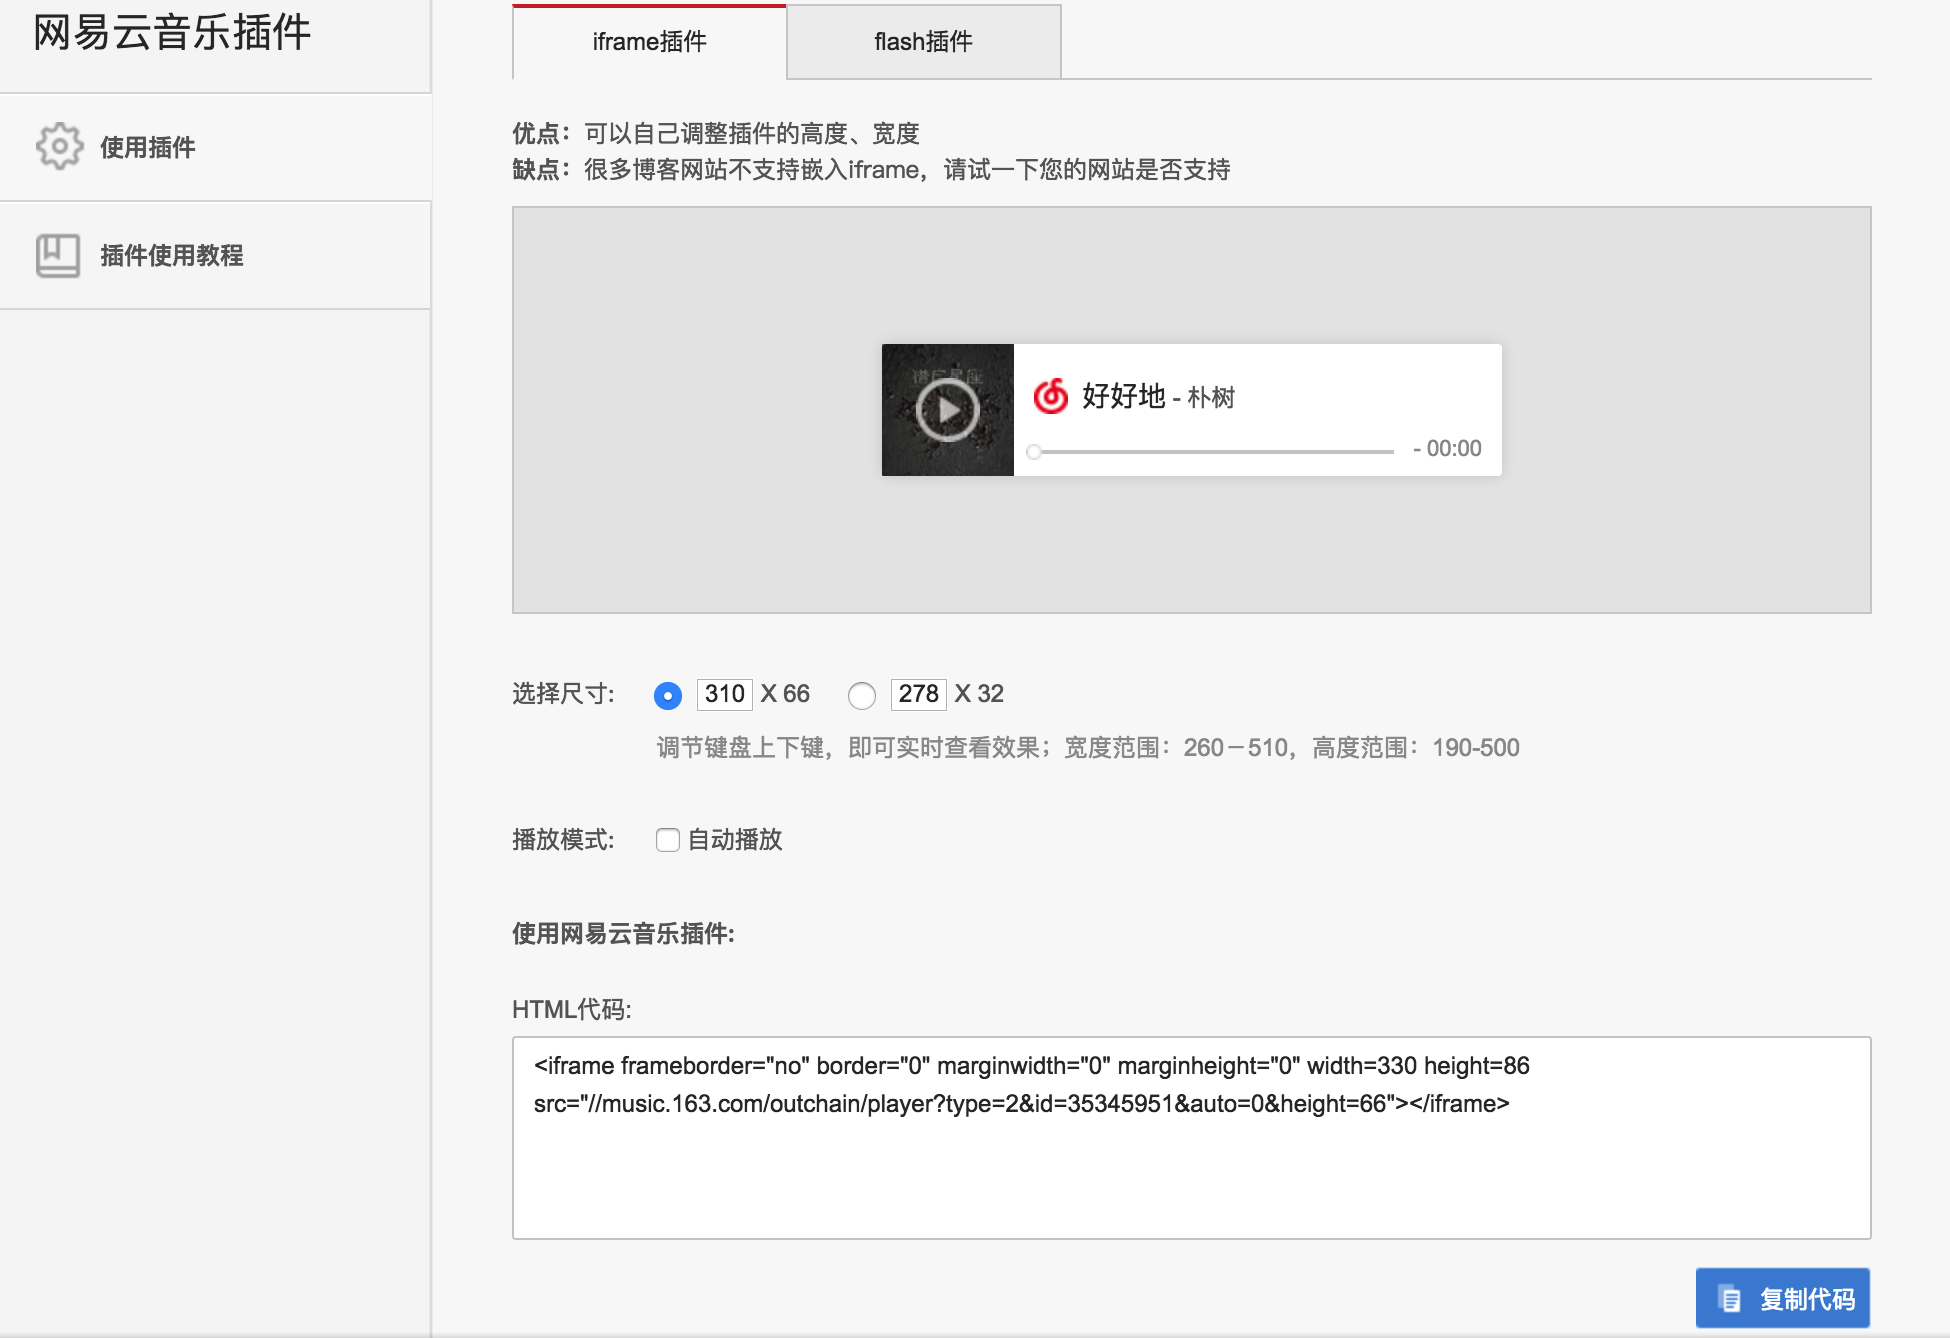 网易云音乐插件
使用插件
插件使用教程
iframe插件
flash插件
优点：可以自己调整插件的高度、宽度
缺点：很多博客网站不支持嵌入iframe，请试一下您的网站是否支持
好好地 - 朴树
- 00:00
选择尺寸: 310 X 66 278 X 32
调节键盘上下键，即可实时查看效果；宽度范围：260－510，高度范围：190-500
播放模式: 自动播放
使用网易云音乐插件:
HTML代码:
<iframe frameborder="no" border="0" marginwidth="0" marginheight="0" width=330 height=86
src="//music.163.com/outchain/player?type=2&id=35345951&auto=0&height=66"></iframe>
复制代码